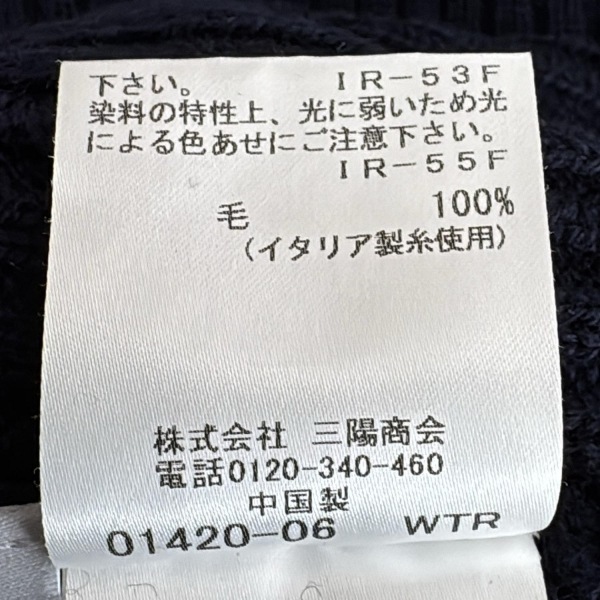 下さい。 IR-53F
染料の特性上、光に弱いため光
による色あせにご注意下さい。
IR-55F
毛 100%
(イタリア製糸使用)
株式会社 三陽商会
電話0120-340-460
中国製
01420-06 WTR